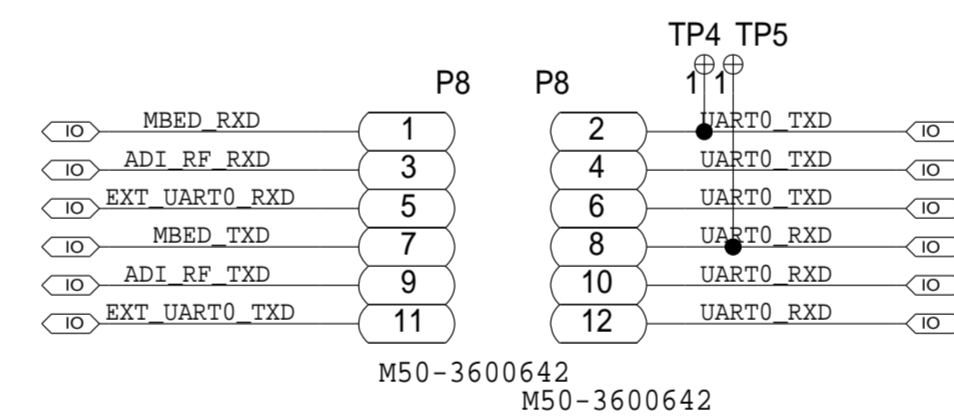 TP4 TP5
P8 P8 1 1
IO MBED_RXD 1 2 UART0_TXD IO
IO ADI_RF_RXD 3 4 UART0_TXD IO
IO EXT_UART0_RXD 5 6 UART0_TXD IO
IO MBED_TXD 7 8 UART0_RXD IO
IO ADI_RF_TXD 9 10 UART0_RXD IO
IO EXT_UART0_TXD 11 12 UART0_RXD IO
M50-3600642
M50-3600642